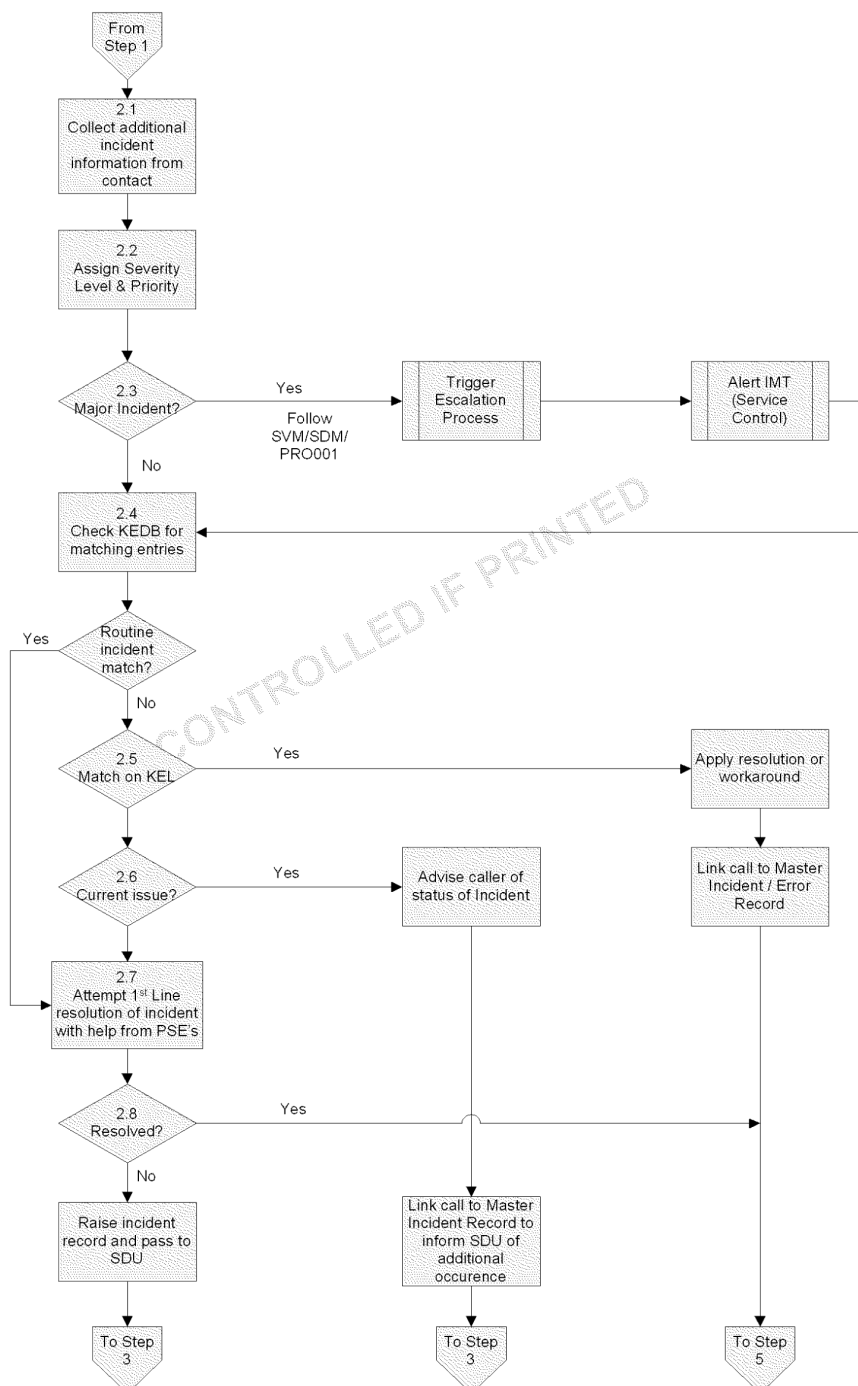 From
Step 1
2.1
Collect additional
incident
information from
contact
2.2
Assign Severity
Level & Priority
2.3
Major Incident?
Yes
Follow
SVM/SDM/
PRO001
Trigger
Escalation
Process
Alert IMT
(Service
Control)
No
2.4
Check KEDB for
matching entries
CONTROLLED IF PRINTED
Yes
Routine
incident
match?
No
2.5
Match on KEL
Yes
Apply resolution or
workaround
2.6
Current issue?
Yes
Advise caller of
status of Incident
Link call to Master
Incident / Error
Record
2.7
Attempt 1st Line
resolution of incident
with help from PSE's
2.8
Resolved?
Yes
No
Raise incident
record and pass to
SDU
Link call to Master
Incident Record to
inform SDU of
additional
occurence
To Step
3
To Step
3
To Step
5